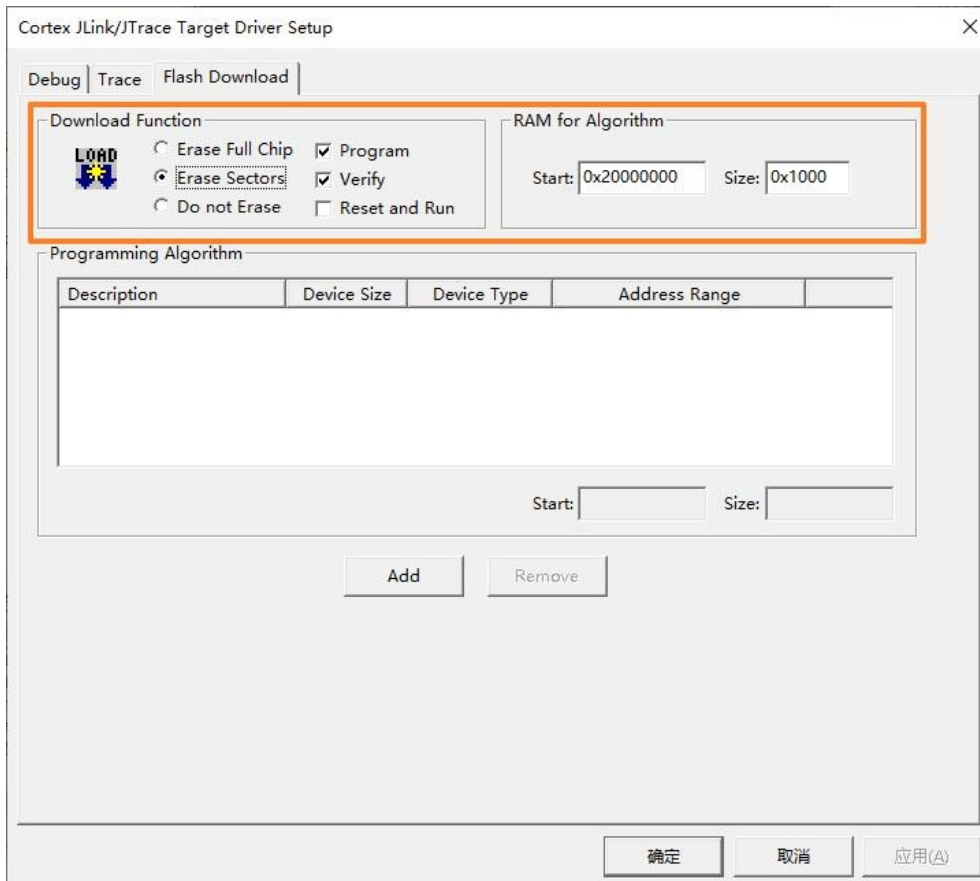 Cortex JLink/JTrace Target Driver Setup
Debug Trace Flash Download
Download Function
LOAD
Erase Full Chip
Erase Sectors
Do not Erase
Program
Verify
Reset and Run
RAM for Algorithm
Start: 0x20000000 Size: 0x1000
Programming Algorithm
Description Device Size Device Type Address Range
Start: Size:
Add Remove
确定 取消 应用(A)